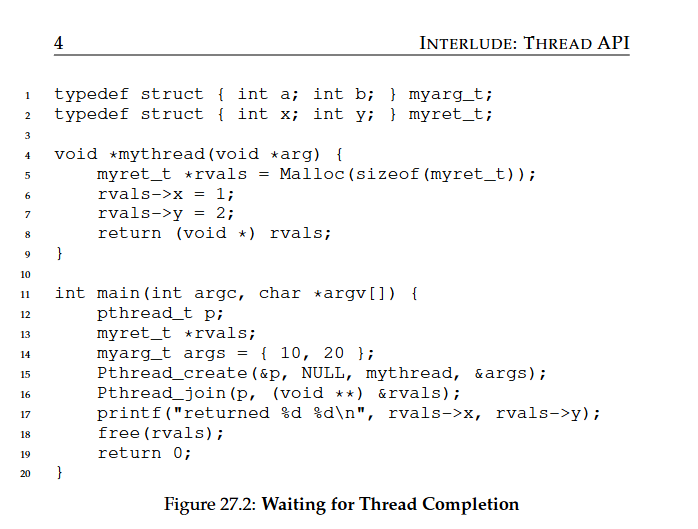 4 INTERLUDE: THREAD API
1 typedef struct { int a; int b; } myarg_t;
2 typedef struct { int x; int y; } myret_t;
3
4 void *mythread(void *arg) {
5     myret_t *rvals = Malloc(sizeof(myret_t));
6     rvals->x = 1;
7     rvals->y = 2;
8     return (void *) rvals;
9 }
10
11 int main(int argc, char *argv[]) {
12     pthread_t p;
13     myret_t *rvals;
14     myarg_t args = { 10, 20 };
15     Pthread_create(&p, NULL, mythread, &args);
16     Pthread_join(p, (void **) &rvals);
17     printf("returned %d %d\n", rvals->x, rvals->y);
18     free(rvals);
19     return 0;
20 }
Figure 27.2: Waiting for Thread Completion